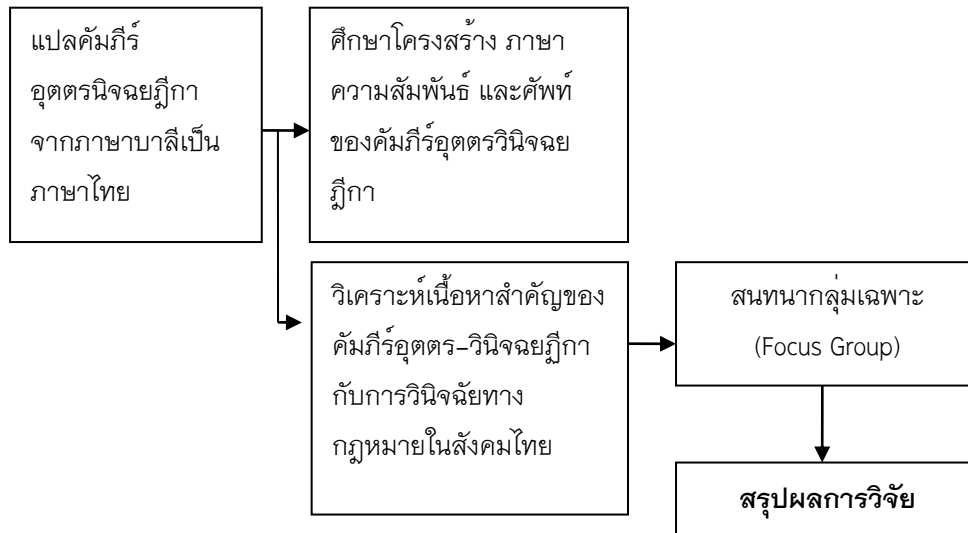 แปลคัมภีร์
อุตตรนิจฉยฎีกา
จากภาษาบาลีเป็น
ภาษาไทย
ศึกษาโครงสร้าง ภาษา
ความสัมพันธ์ และศัพท์
ของคัมภีร์อุตตรวินิจฉย
ฎีกา
วิเคราะห์เนื้อหาสำคัญของ
คัมภีร์อุตตร–วินิจฉยฎีกา
กับการวินิจฉัยทาง
กฎหมายในสังคมไทย
สนทนากลุ่มเฉพาะ
(Focus Group)
สรุปผลการวิจัย